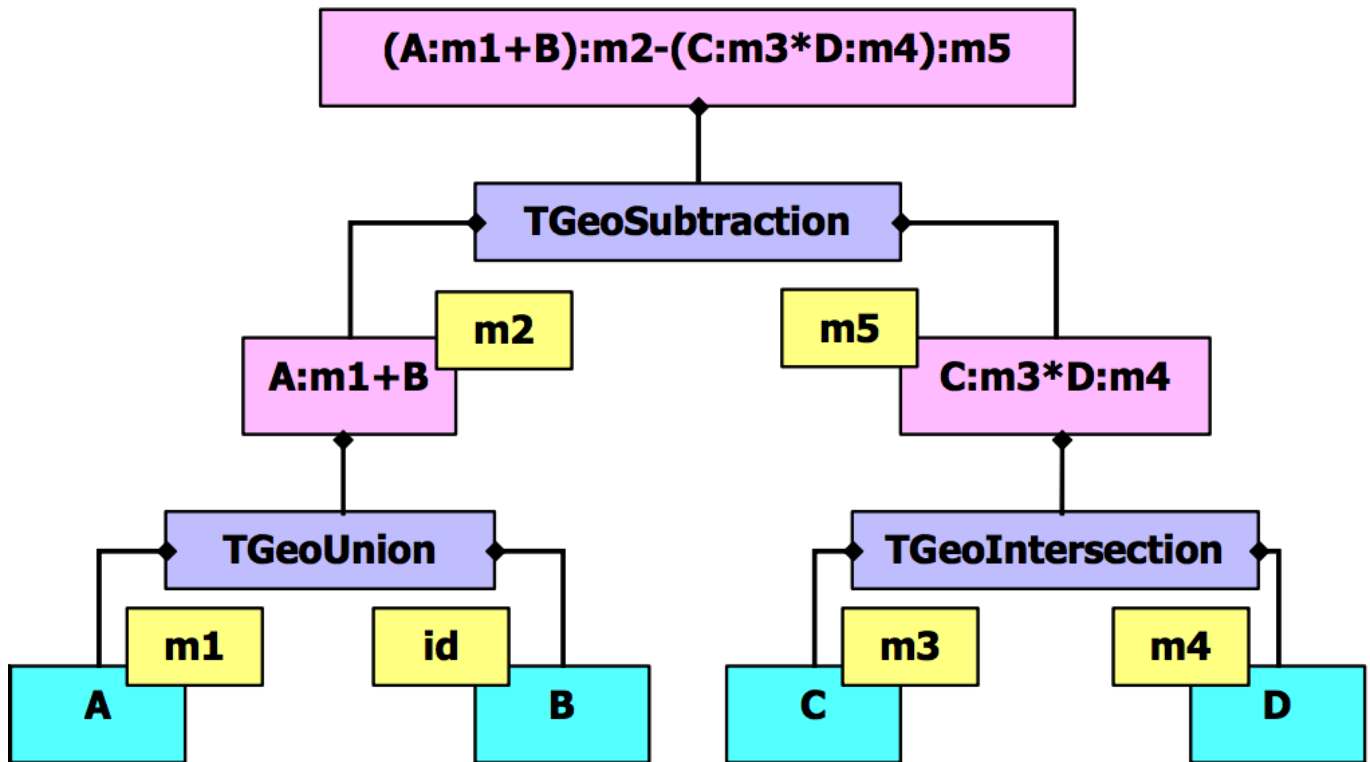 (A:m1+B):m2-(C:m3*D:m4):m5
TGeoSubtraction
m2
m5
A:m1+B
C:m3*D:m4
TGeoUnion
TGeoIntersection
m1
id
m3
m4
A
B
C
D